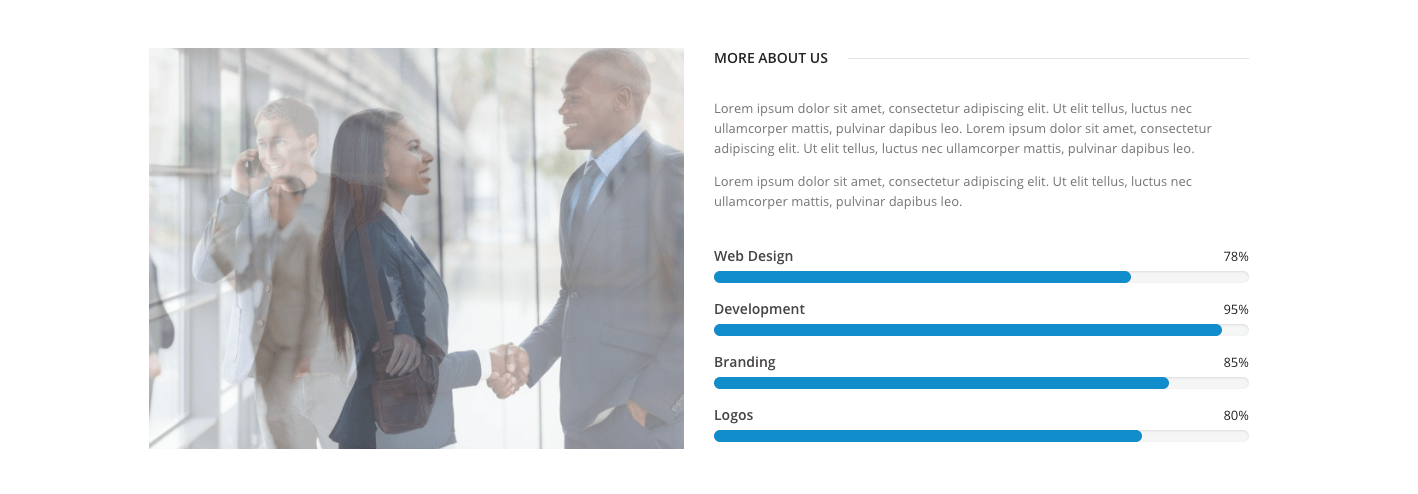 MORE ABOUT US
Lorem ipsum dolor sit amet, consectetur adipiscing elit. Ut elit tellus, luctus nec
ullamcorper mattis, pulvinar dapibus leo. Lorem ipsum dolor sit amet, consectetur
adipiscing elit. Ut elit tellus, luctus nec ullamcorper mattis, pulvinar dapibus leo.
Lorem ipsum dolor sit amet, consectetur adipiscing elit. Ut elit tellus, luctus nec
ullamcorper mattis, pulvinar dapibus leo.
Web Design 78%
Development 95%
Branding 85%
Logos 80%